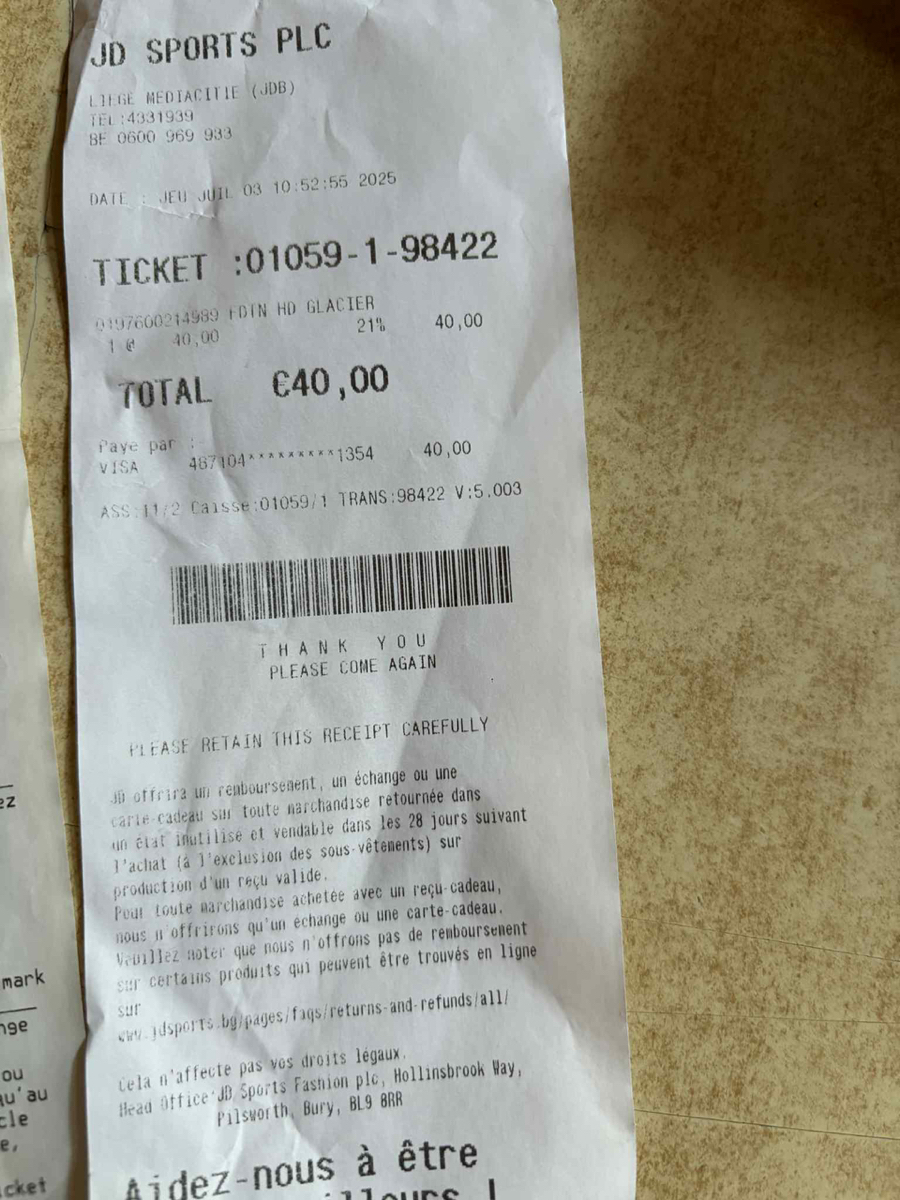 JD SPORTS PLC
LIEGE MEDIACITIE (JDB)
TEL:4331939
BE 0600 969 933
DATE : JEU JUIL 03 10:52:55 2025
TICKET :01059-1-98422
0197600214989 EDIN HD GLACIER
1 @ 40,00 21% 40,00
TOTAL €40,00
Paye par :
VISA 487104*********1354 40,00
ASS:11/2 Caisse:01059/1 TRANS:98422 V:5.003
THANK YOU
PLEASE COME AGAIN
PLEASE RETAIN THIS RECEIPT CAREFULLY
JD offrira un remboursement, un échange ou une
carte-cadeau sur toute marchandise retournée dans
un état inutilisé et vendable dans les 28 jours suivant
l'achat (à l'exclusion des sous-vêtements) sur
production d'un reçu valide.
Pour toute marchandise achetée avec un reçu-cadeau,
nous n'offrirons qu'un échange ou une carte-cadeau.
Veuillez noter que nous n'offrons pas de remboursement
sur certains produits qui peuvent être trouvés en ligne
sur
www.jdsports.bg/pages/faqs/returns-and-refunds/all/
Cela n'affecte pas vos droits légaux.
Head Office JD Sports Fashion plc, Hollinsbrook Way,
Pilsworth, Bury, BL9 8RR
Aidez-nous à être
ez
mark
nge
ou
qu'au
cle
e,
icket